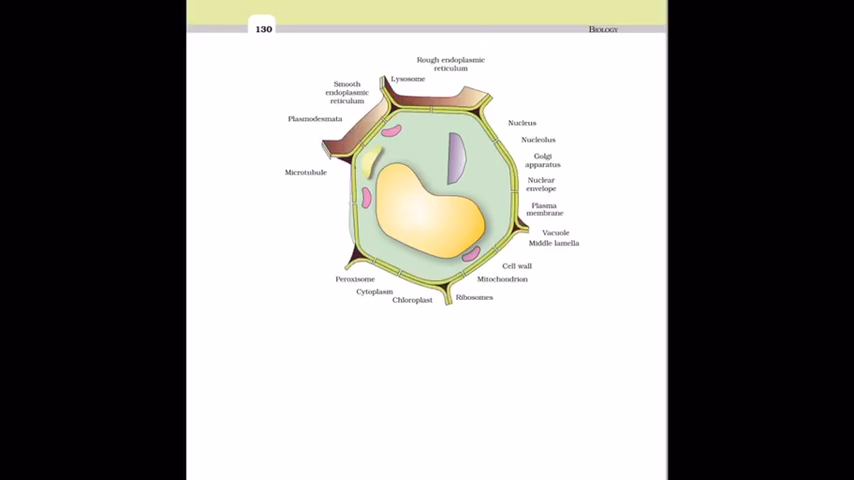 130
BIOLOGY
Rough endoplasmic
reticulum
Lysosome
Smooth
endoplasmic
reticulum
Plasmodesmata
Microtubule
Nucleus
Nucleolus
Golgi
apparatus
Nuclear
envelope
Plasma
membrane
Vacuole
Middle lamella
Cell wall
Mitochondrion
Ribosomes
Chloroplast
Cytoplasm
Peroxisome